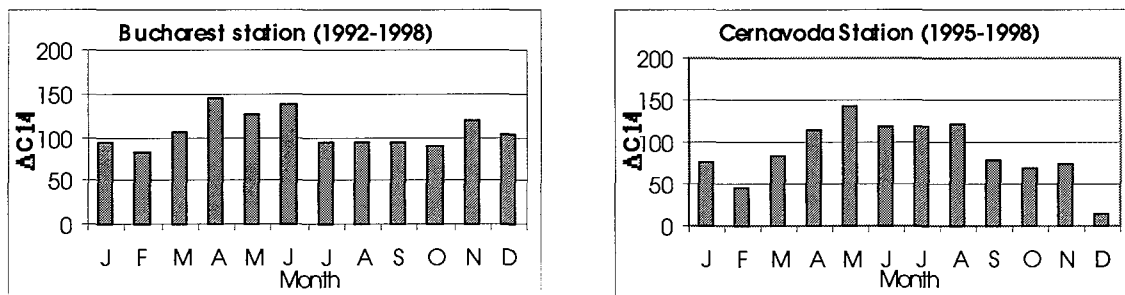 Bucharest station (1992-1998)
200
150
100
50
0
ΔC14
J F M A M J J A S O N D
Month
Cernavoda Station (1995-1998)
200
150
100
50
0
ΔC14
J F M A M J J A S O N D
Month